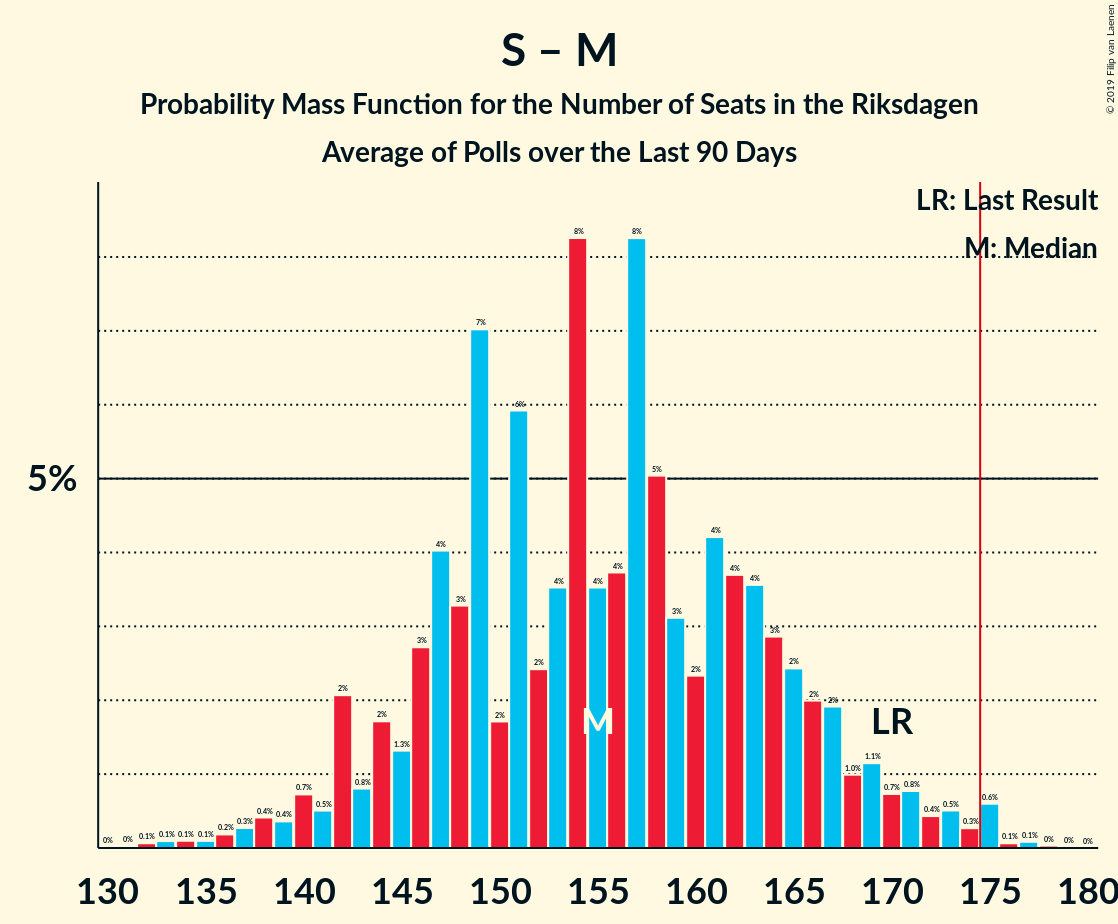 S – M
Probability Mass Function for the Number of Seats in the Riksdagen
Average of Polls over the Last 90 Days
© 2019 Filip van Laenen
LR: Last Result
M: Median
5%
0% 0% 0.1% 0.1% 0.1% 0.1% 0.2% 0.3% 0.4% 0.4% 0.7% 0.5% 2% 0.8% 2% 1.3% 3% 4% 3% 7% 2% 6% 2% 4% 8% 4% 4% 8% 5% 3% 2% 4% 4% 4% 3% 2% 2% 2% 1.0% 1.1% 0.7% 0.8% 0.4% 0.5% 0.3% 0.6% 0.1% 0.1% 0% 0% 0%
M LR
130 135 140 145 150 155 160 165 170 175 180